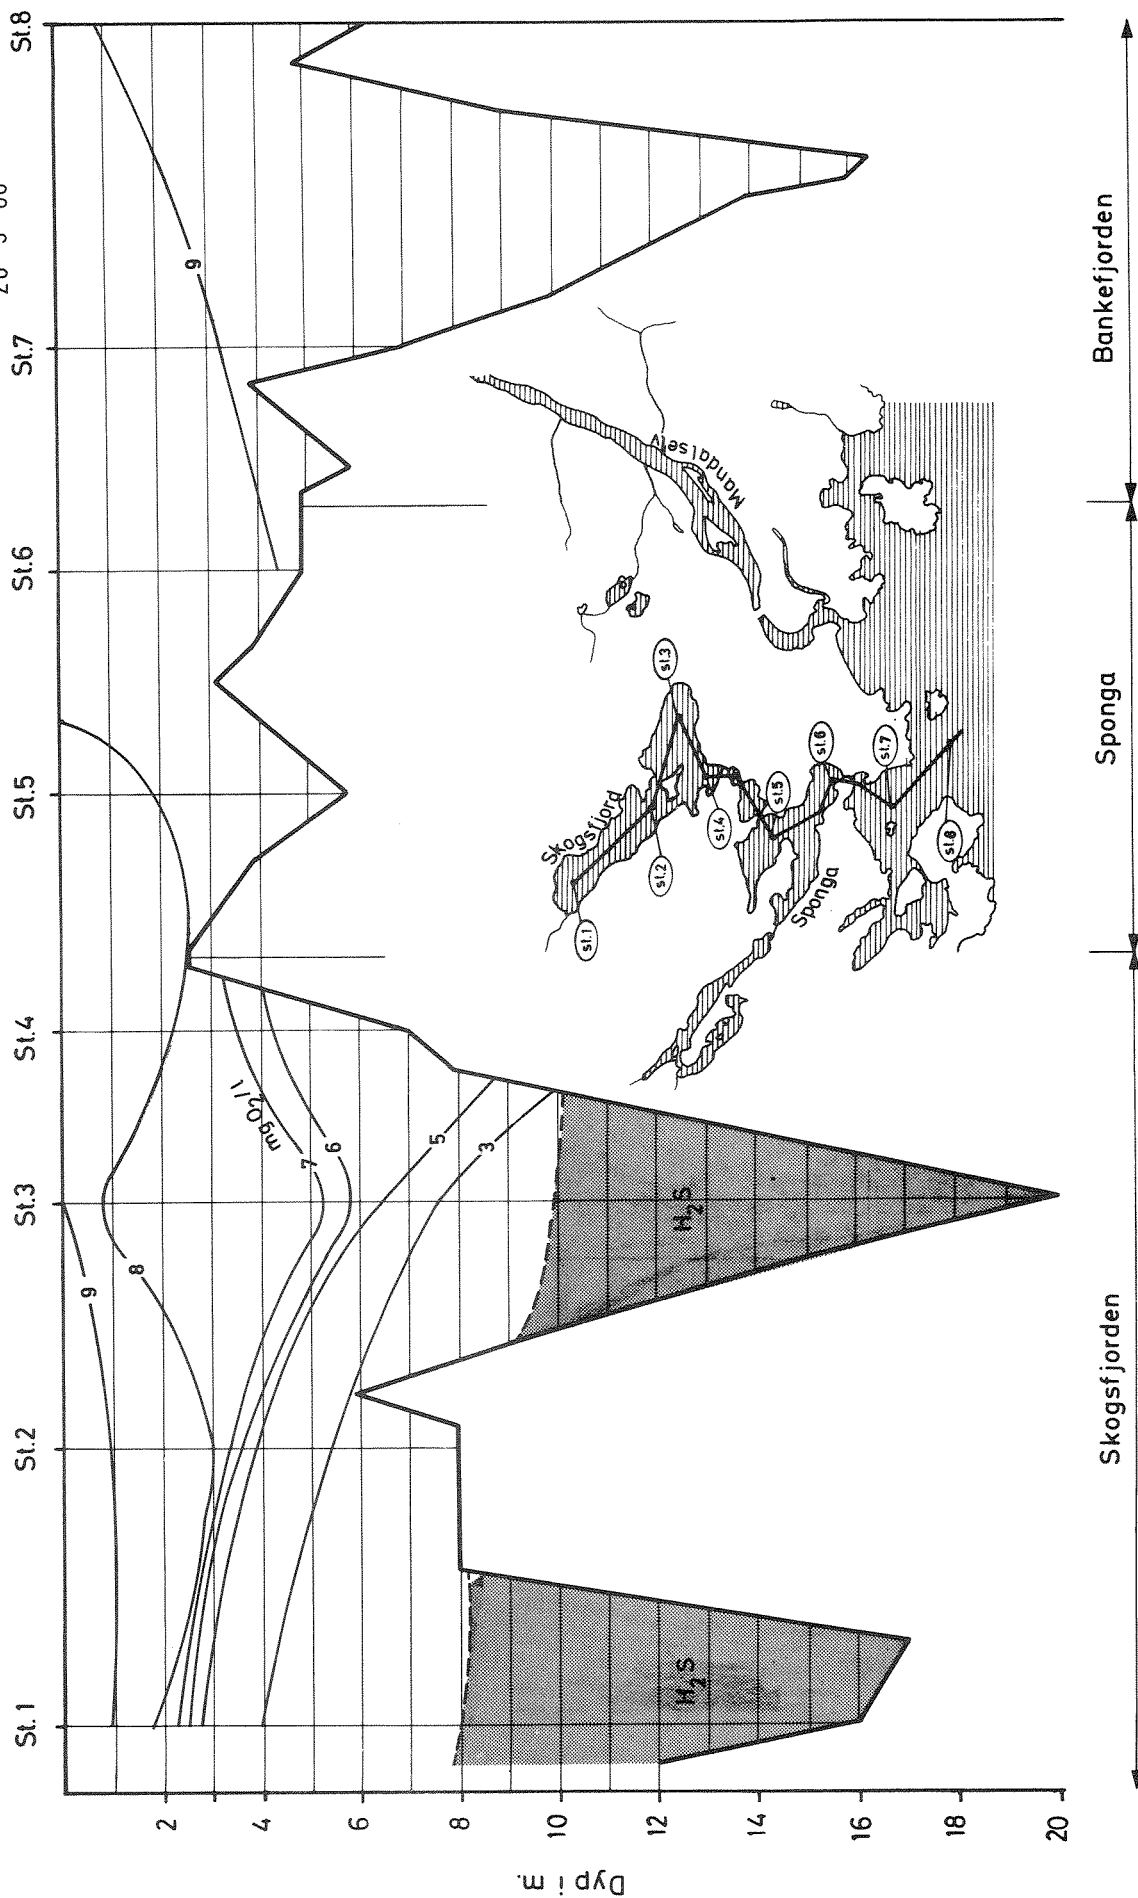 St.1 St.2 St.3 St.4 St.5 St.6 St.7 St.8
9
8
9
mg O₂/l
7
6
5
3
2
4
6
8
10
12
14
16
18
20
Dyp i m.
H₂S
H₂S
Skogsfjord
Mandalselv
Sponga
st.1
st.2
st.3
st.4
st.5
st.6
st.7
st.8
Skogsfjorden
Sponga
Bankefjorden